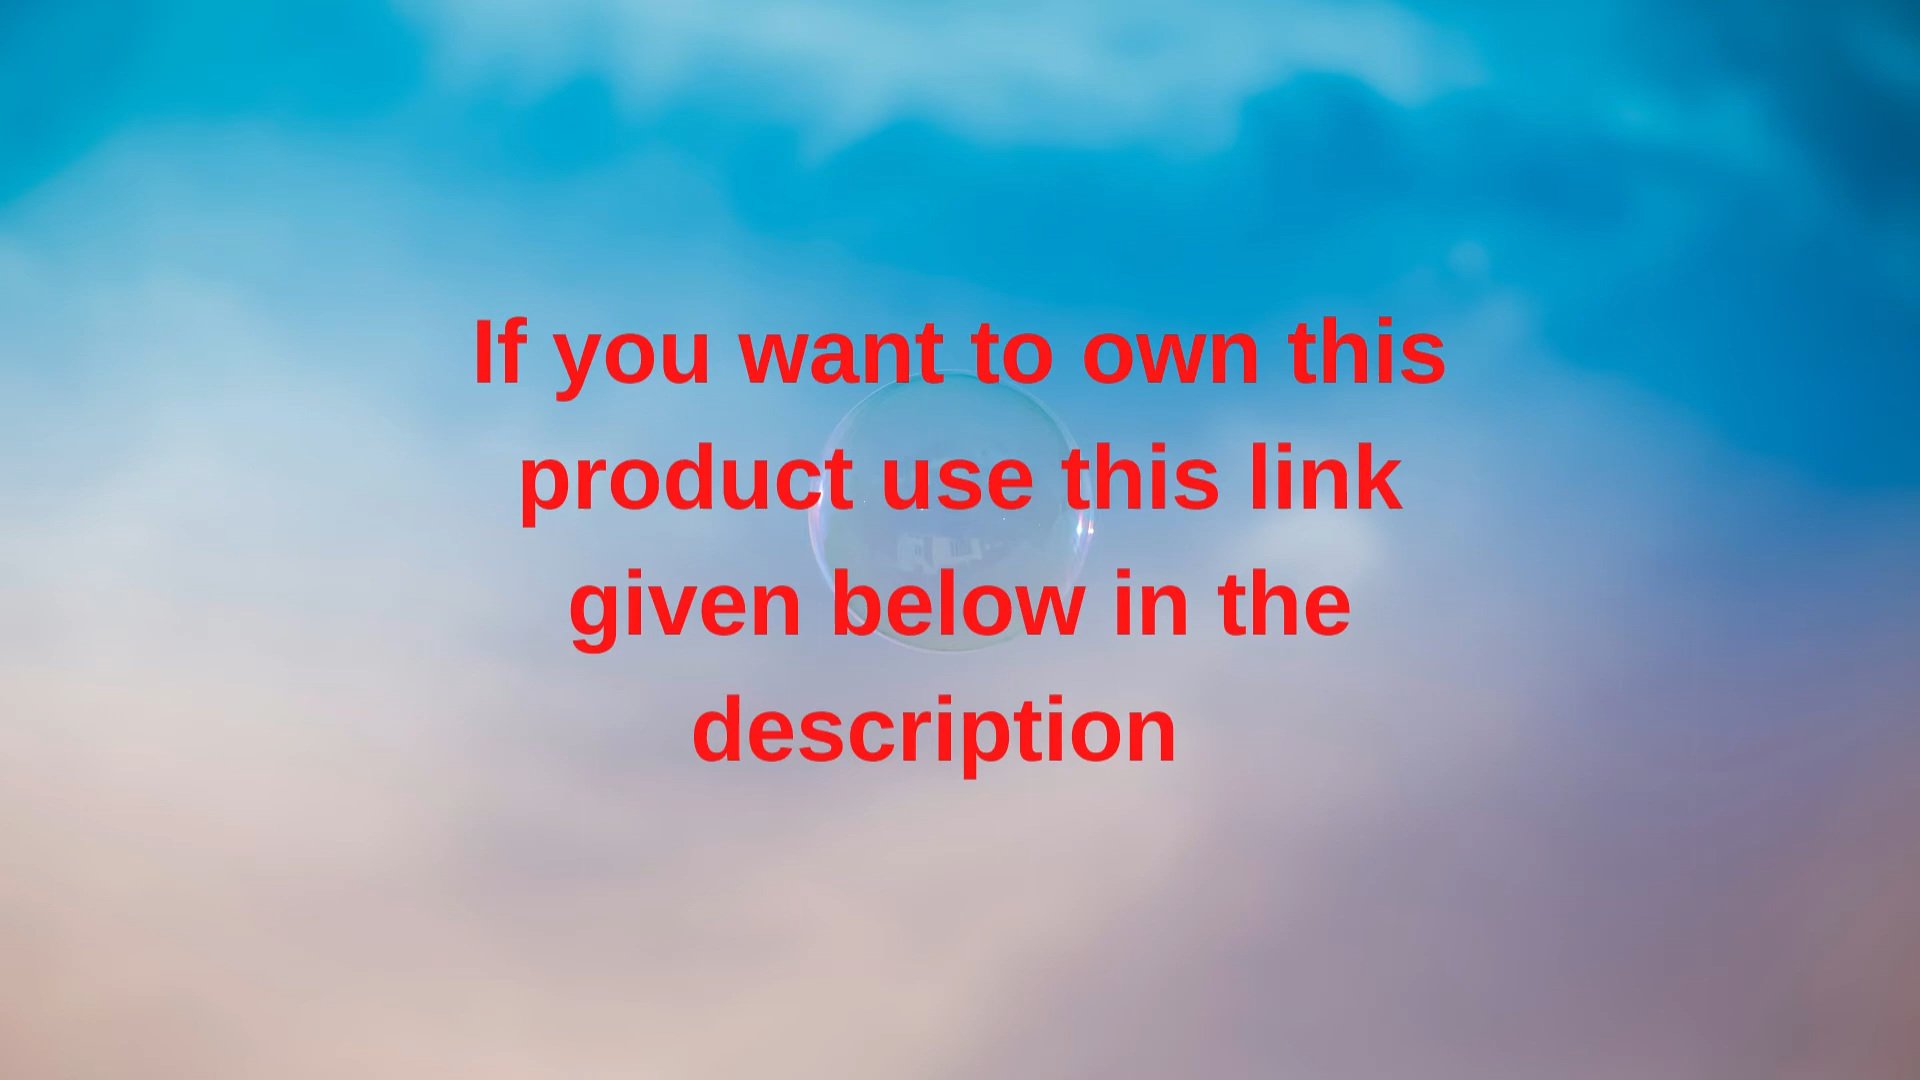 If you want to own this
product use this link
given below in the
description